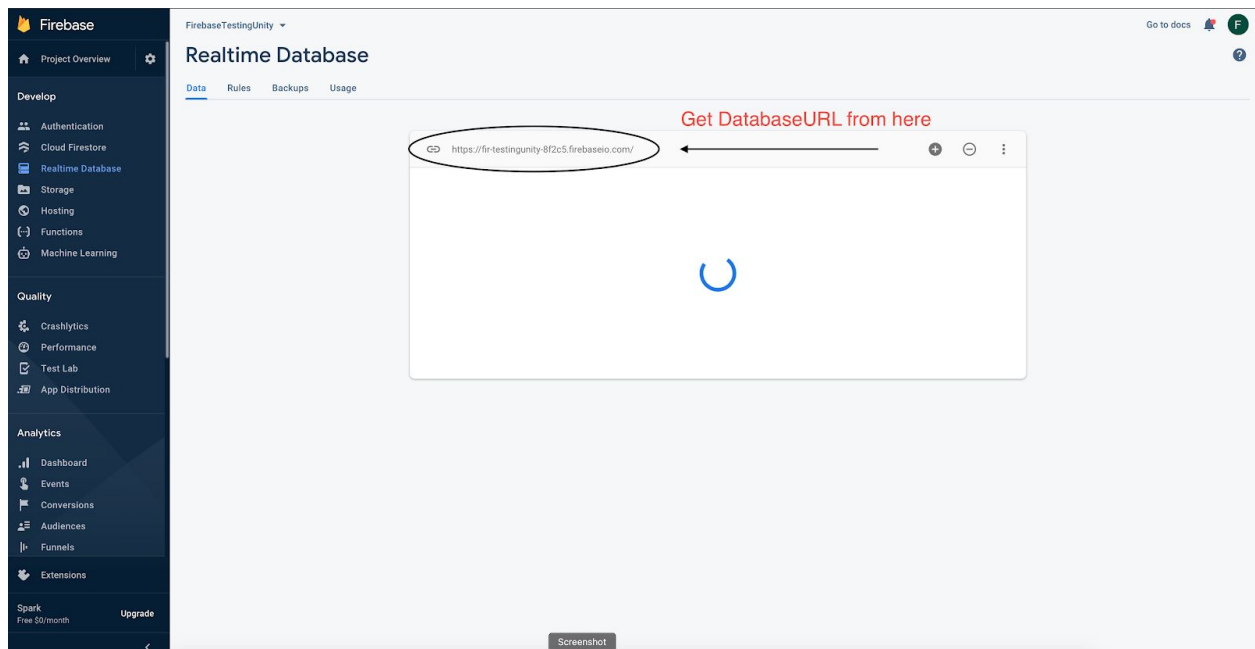 Firebase
Project Overview
Develop
Authentication
Cloud Firestore
Realtime Database
Storage
Hosting
Functions
Machine Learning
Quality
Crashlytics
Performance
Test Lab
App Distribution
Analytics
Dashboard
Events
Conversions
Audiences
Funnels
Extensions
Spark
Free $0/month
Upgrade
FirebaseTestingUnity
Go to docs
F
Realtime Database
?
Data Rules Backups Usage
Get DatabaseURL from here
https://fir-testingunity-8f2c5.firebaseio.com/
Screenshot